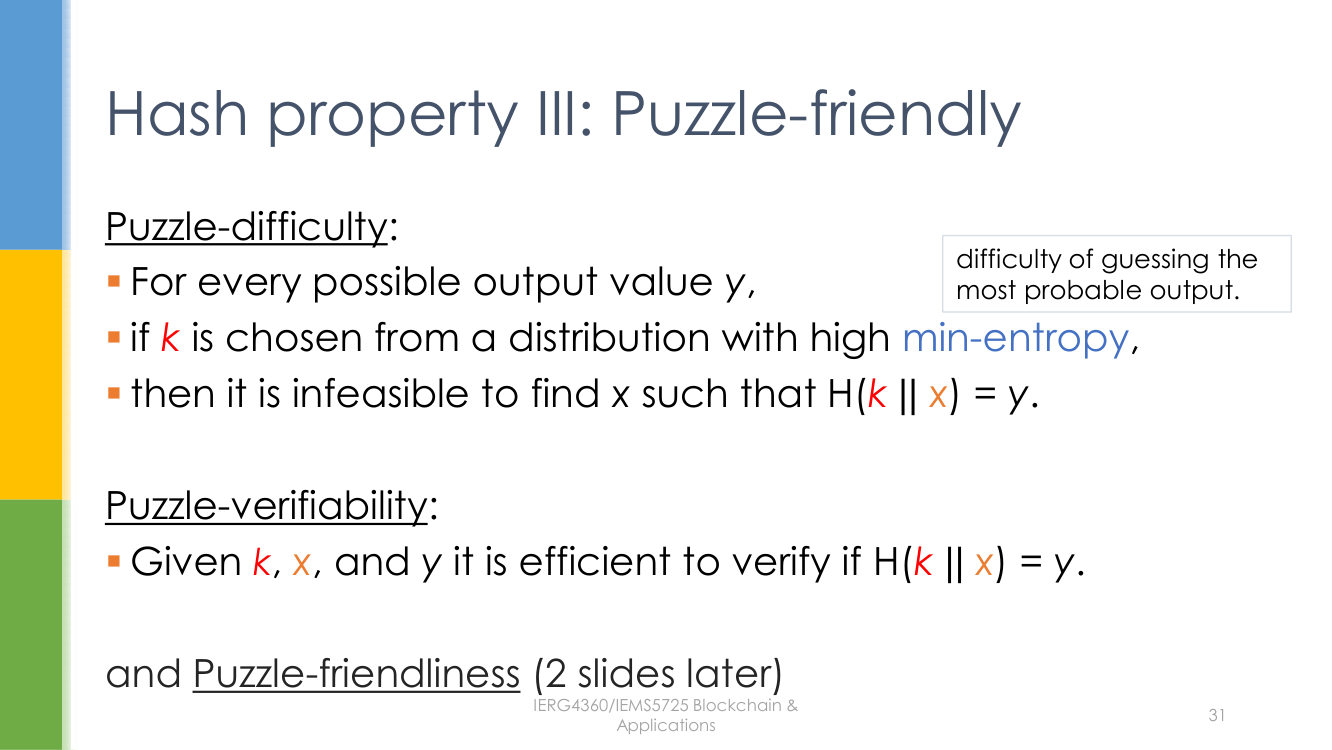 Hash property III: Puzzle-friendly
Puzzle-difficulty:
difficulty of guessing the
most probable output.
▪ For every possible output value y,
▪ if k is chosen from a distribution with high min-entropy,
▪ then it is infeasible to find x such that H(k || x) = y.
Puzzle-verifiability:
▪ Given k, x, and y it is efficient to verify if H(k || x) = y.
and Puzzle-friendliness (2 slides later)
IERG4360/IEMS5725 Blockchain &
Applications
31